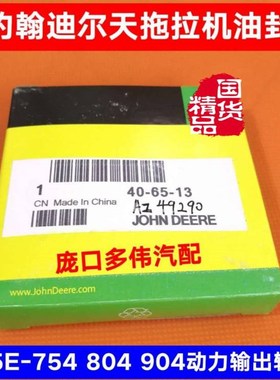 约翰迪尔天拖拉机油封
国货
精品
1
40-65-13
CN Made In China
AZ 49290
JOHN DEERE
庞口多伟汽配
www.JohnDeere.com
5E-754 804 904动力输出轴